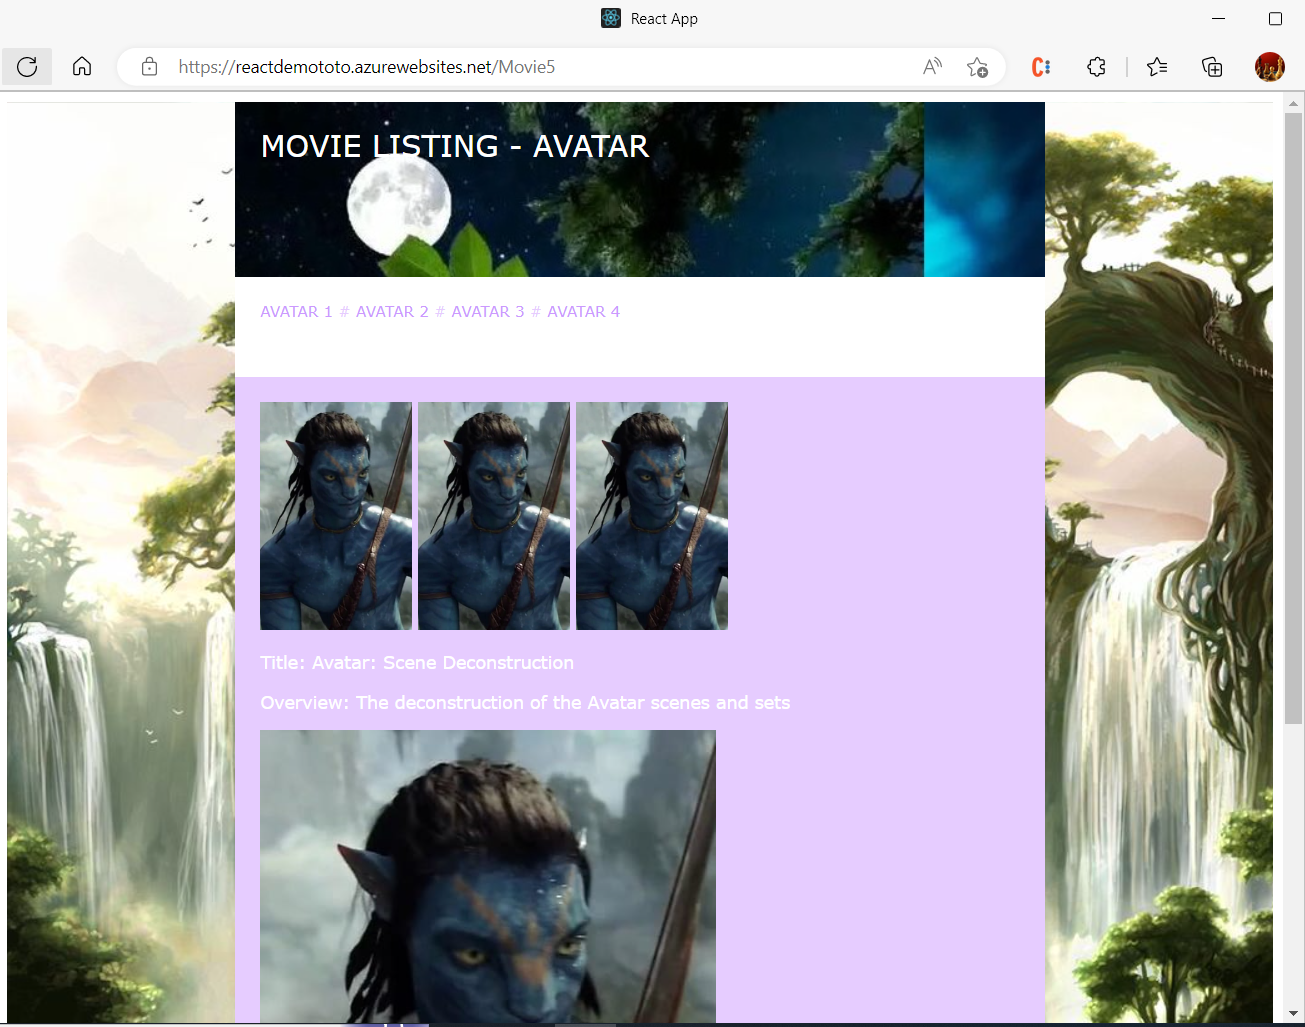 React App
https://reactdemototo.azurewebsites.net/Movie5
MOVIE LISTING - AVATAR
AVATAR 1 # AVATAR 2 # AVATAR 3 # AVATAR 4
Title: Avatar: Scene Deconstruction
Overview: The deconstruction of the Avatar scenes and sets